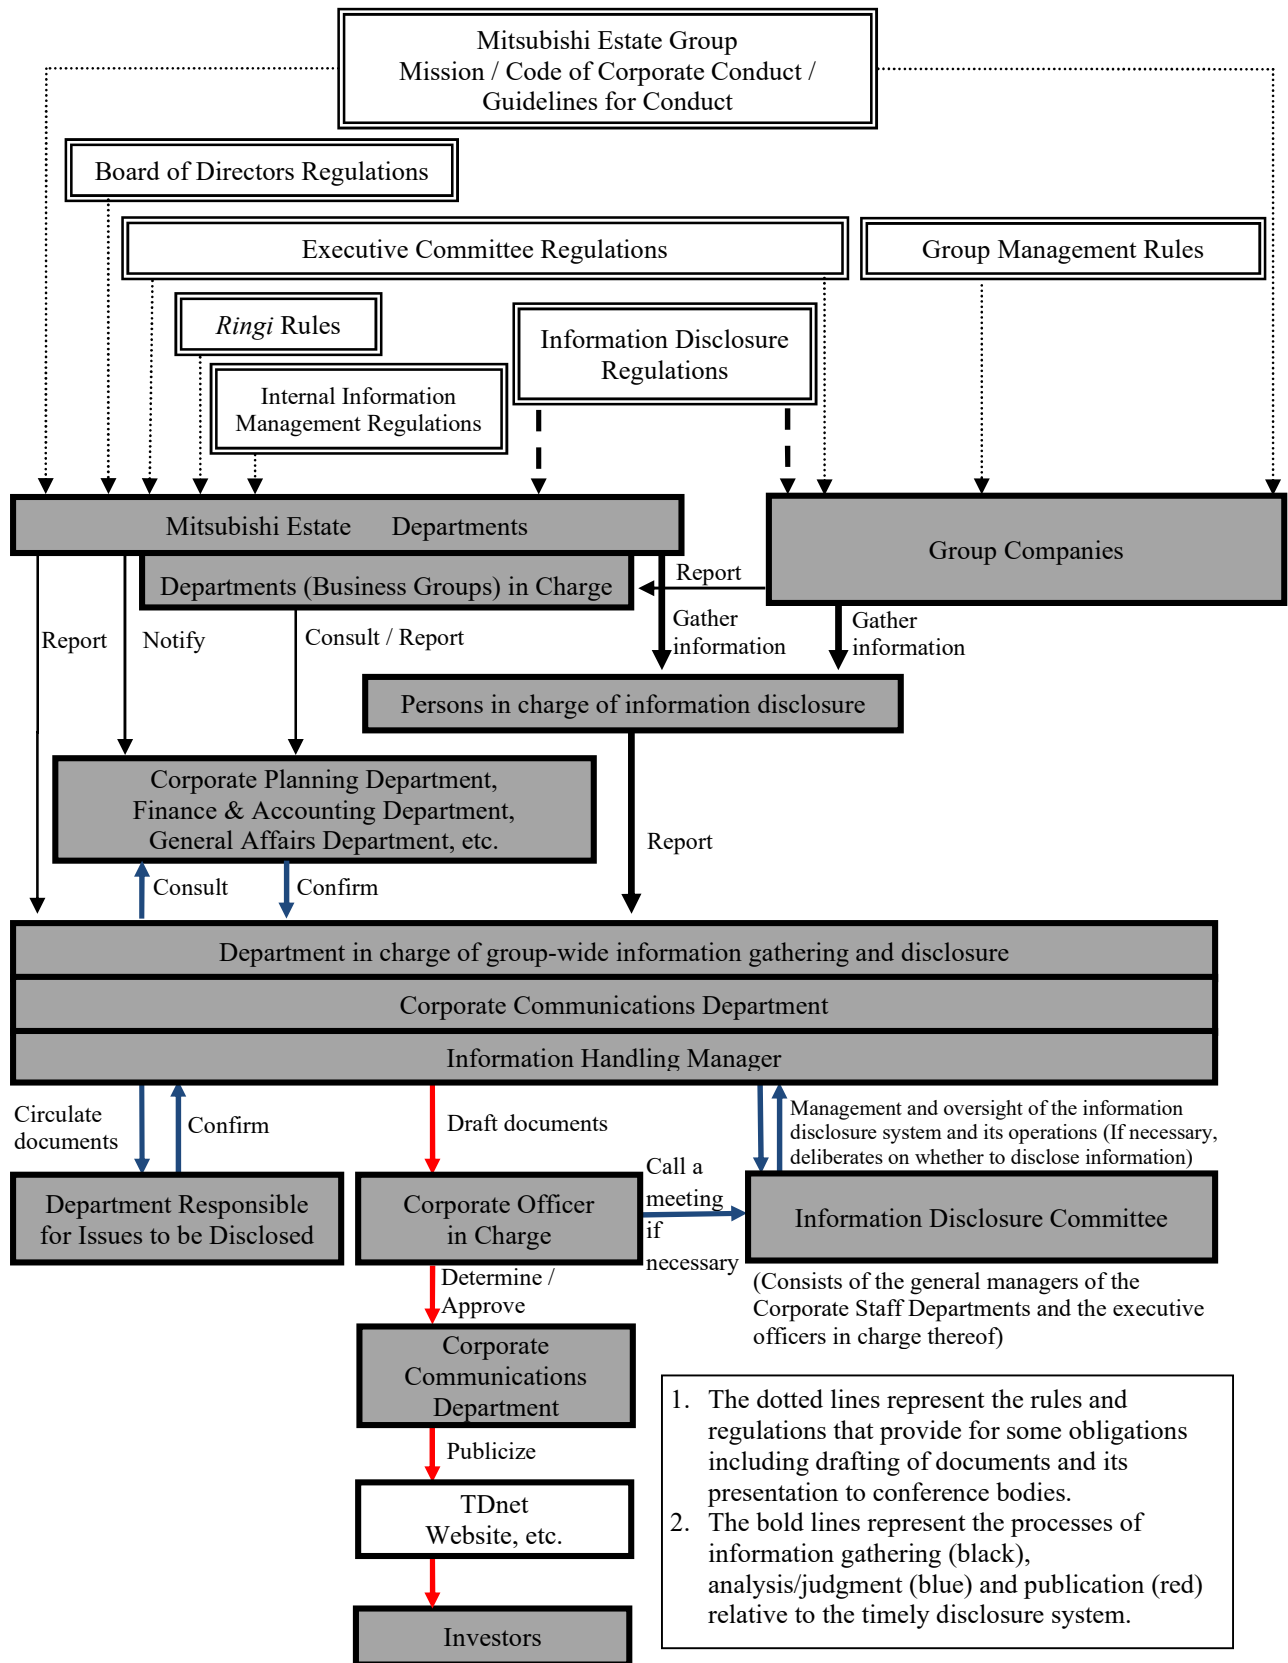 Mitsubishi Estate Group
Mission / Code of Corporate Conduct /
Guidelines for Conduct
Board of Directors Regulations
Executive Committee Regulations
Group Management Rules
Ringi Rules
Information Disclosure
Regulations
Internal Information
Management Regulations
Mitsubishi Estate Departments
Group Companies
Departments (Business Groups) in Charge
Report
Report
Notify
Consult / Report
Gather
information
Gather
information
Persons in charge of information disclosure
Corporate Planning Department,
Finance & Accounting Department,
General Affairs Department, etc.
Report
Consult
Confirm
Department in charge of group-wide information gathering and disclosure
Corporate Communications Department
Information Handling Manager
Circulate
documents
Confirm
Draft documents
Management and oversight of the information
disclosure system and its operations (If necessary,
deliberates on whether to disclose information)
Call a
meeting
if
necessary
Department Responsible
for Issues to be Disclosed
Corporate Officer
in Charge
Information Disclosure Committee
(Consists of the general managers of the
Corporate Staff Departments and the executive
officers in charge thereof)
Determine /
Approve
Corporate
Communications
Department
Publicize
TDnet
Website, etc.
Investors
1. The dotted lines represent the rules and
regulations that provide for some obligations
including drafting of documents and its
presentation to conference bodies.
2. The bold lines represent the processes of
information gathering (black),
analysis/judgment (blue) and publication (red)
relative to the timely disclosure system.